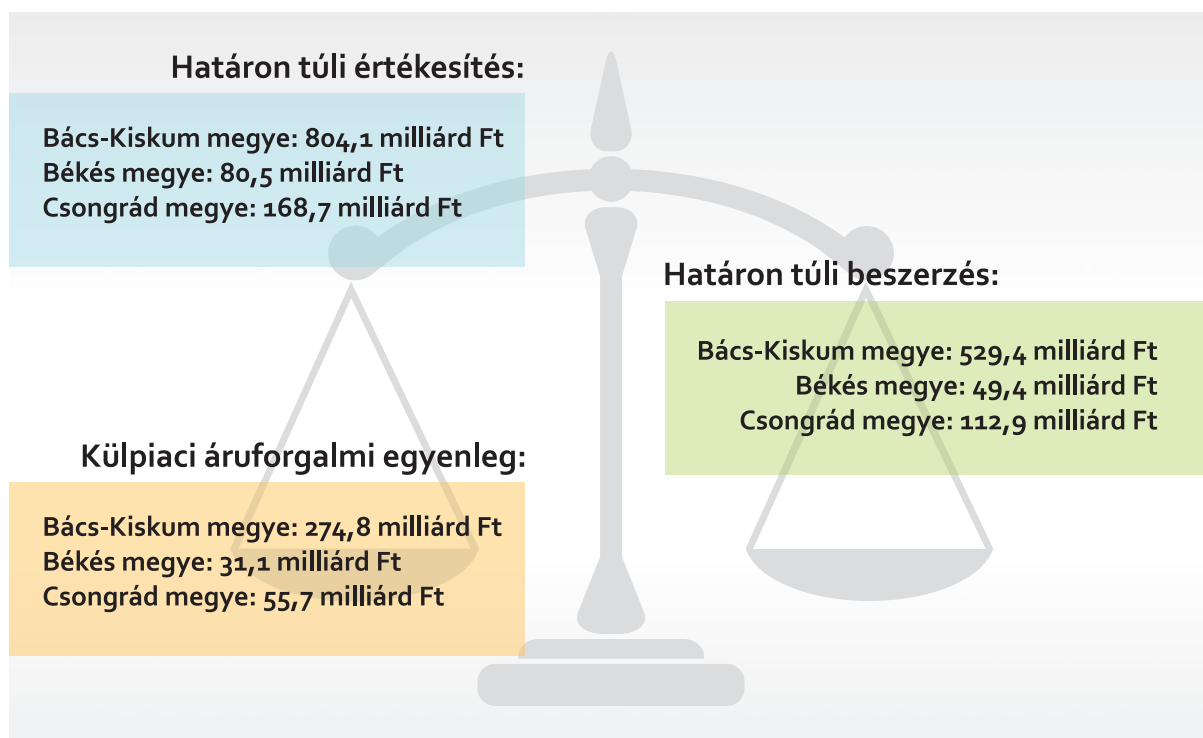 Határon túli értékesítés:
Bács-Kiskum megye: 804,1 milliárd Ft
Békés megye: 80,5 milliárd Ft
Csongrád megye: 168,7 milliárd Ft
Határon túli beszerzés:
Bács-Kiskum megye: 529,4 milliárd Ft
Békés megye: 49,4 milliárd Ft
Csongrád megye: 112,9 milliárd Ft
Külpiaci áruforgalmi egyenleg:
Bács-Kiskum megye: 274,8 milliárd Ft
Békés megye: 31,1 milliárd Ft
Csongrád megye: 55,7 milliárd Ft